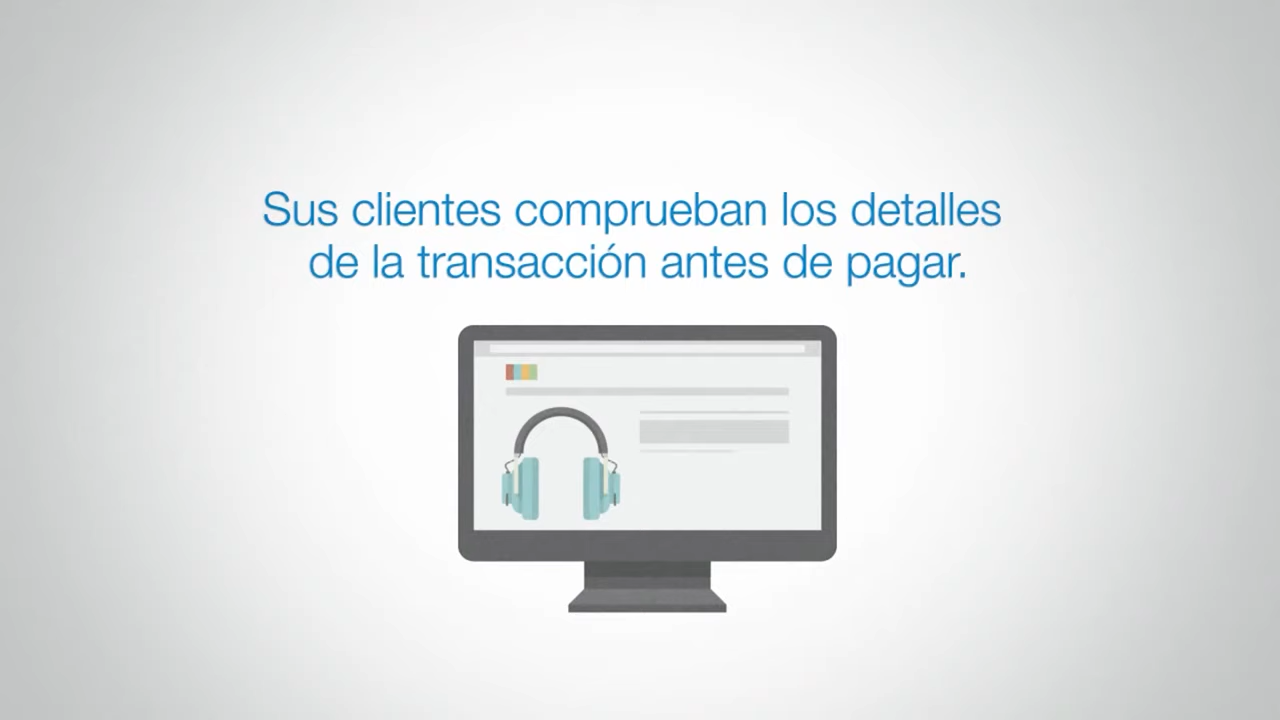 Sus clientes comprueban los detalles
de la transacción antes de pagar.